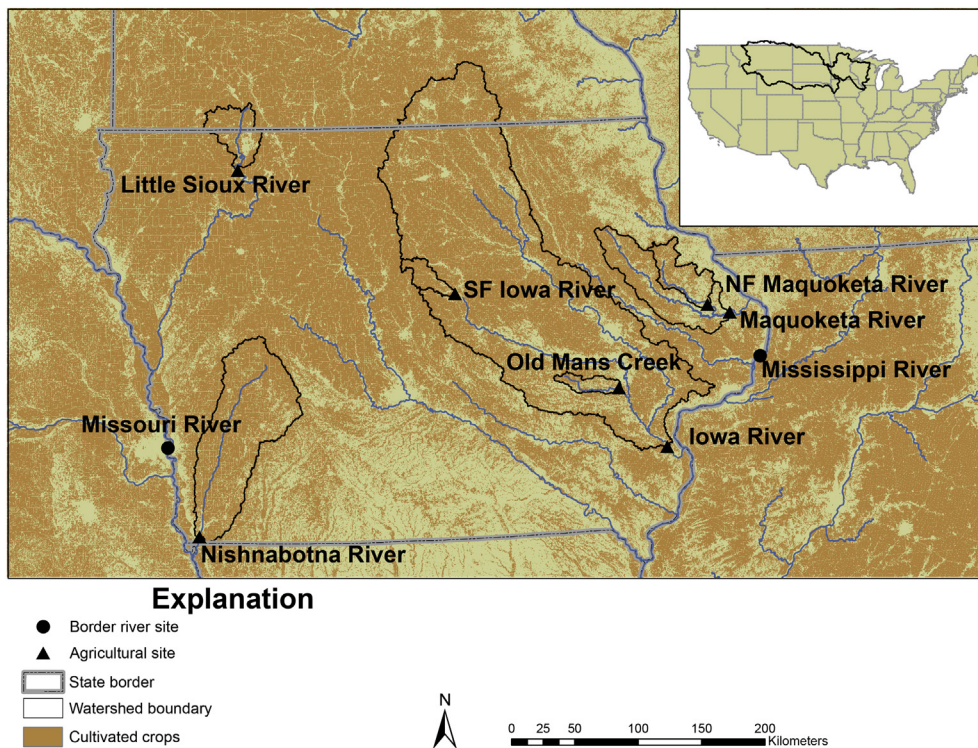 Little Sioux River
SF Iowa River
NF Maquoketa River
Maquoketa River
Old Mans Creek
Mississippi River
Missouri River
Iowa River
Nishnabotna River
Explanation
Border river site
Agricultural site
State border
Watershed boundary
Cultivated crops
N
0 25 50 100 150 200
Kilometers